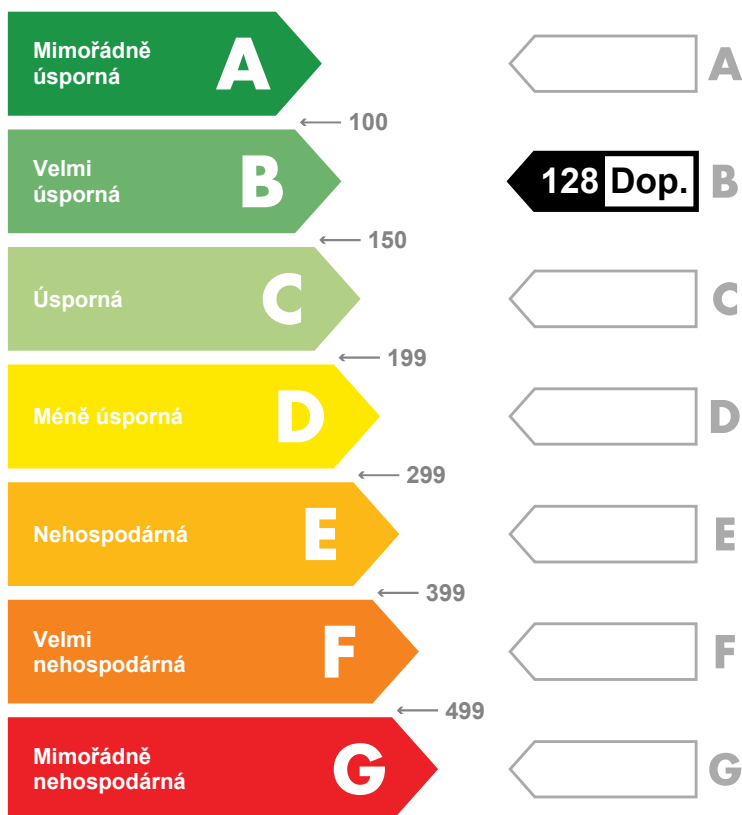 Mimořádně
úsporná
A
A
← 100
Velmi
úsporná
B
128 Dop.
B
← 150
Úsporná
C
C
← 199
Méně úsporná
D
D
← 299
Nehospodárná
E
E
← 399
Velmi
nehospodárná
F
F
← 499
Mimořádně
nehospodárná
G
G